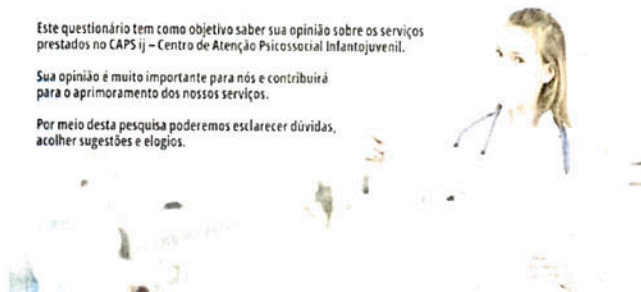 Este questionário tem como objetivo saber sua opinião sobre os serviços
prestados no CAPS ij – Centro de Atenção Psicossocial Infantojuvenil.
Sua opinião é muito importante para nós e contribuirá
para o aprimoramento dos nossos serviços.
Por meio desta pesquisa poderemos esclarecer dúvidas,
acolher sugestões e elogios.